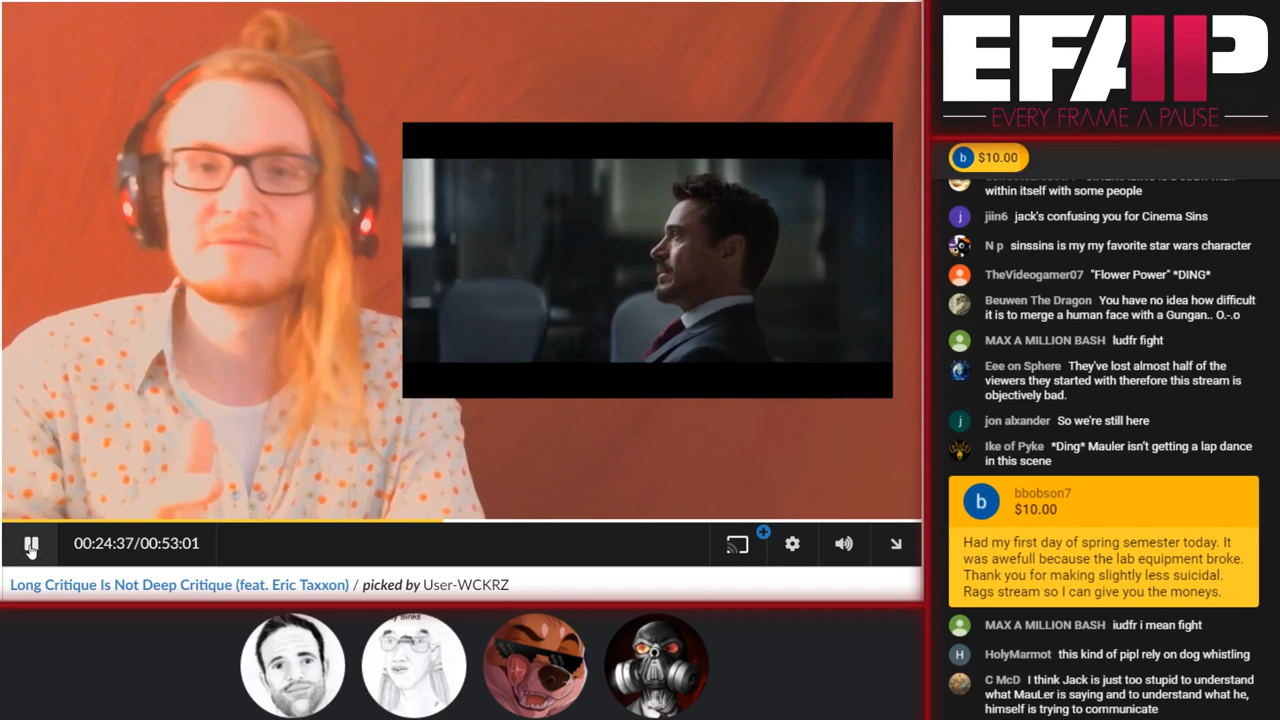 EFAP
EVERY FRAME A PAUSE
b $10.00
within itself with some people
j jiin6 jack's confusing you for Cinema Sins
N p sinssins is my my favorite star wars character
TheVideogamer07 "Flower Power" *DING*
Beuwen The Dragon You have no idea how difficult
it is to merge a human face with a Gungan.. O.-.o
MAX A MILLION BASH ludfr fight
Eee on Sphere They've lost almost half of the
viewers they started with therefore this stream is
objectively bad.
j jon alxander So we're still here
Ike of Pyke *Ding* Mauler isn't getting a lap dance
in this scene
b bbobson7
$10.00
Had my first day of spring semester today. It
was awefull because the lab equipment broke.
Thank you for making slightly less suicidal.
Rags stream so I can give you the moneys.
MAX A MILLION BASH iudfr i mean fight
H HolyMarmot this kind of pipl rely on dog whistling
C McD I think Jack is just too stupid to understand
what MauLer is saying and to understand what he,
himself is trying to communicate
00:24:37/00:53:01
Long Critique Is Not Deep Critique (feat. Eric Taxxon) / picked by User-WCKRZ